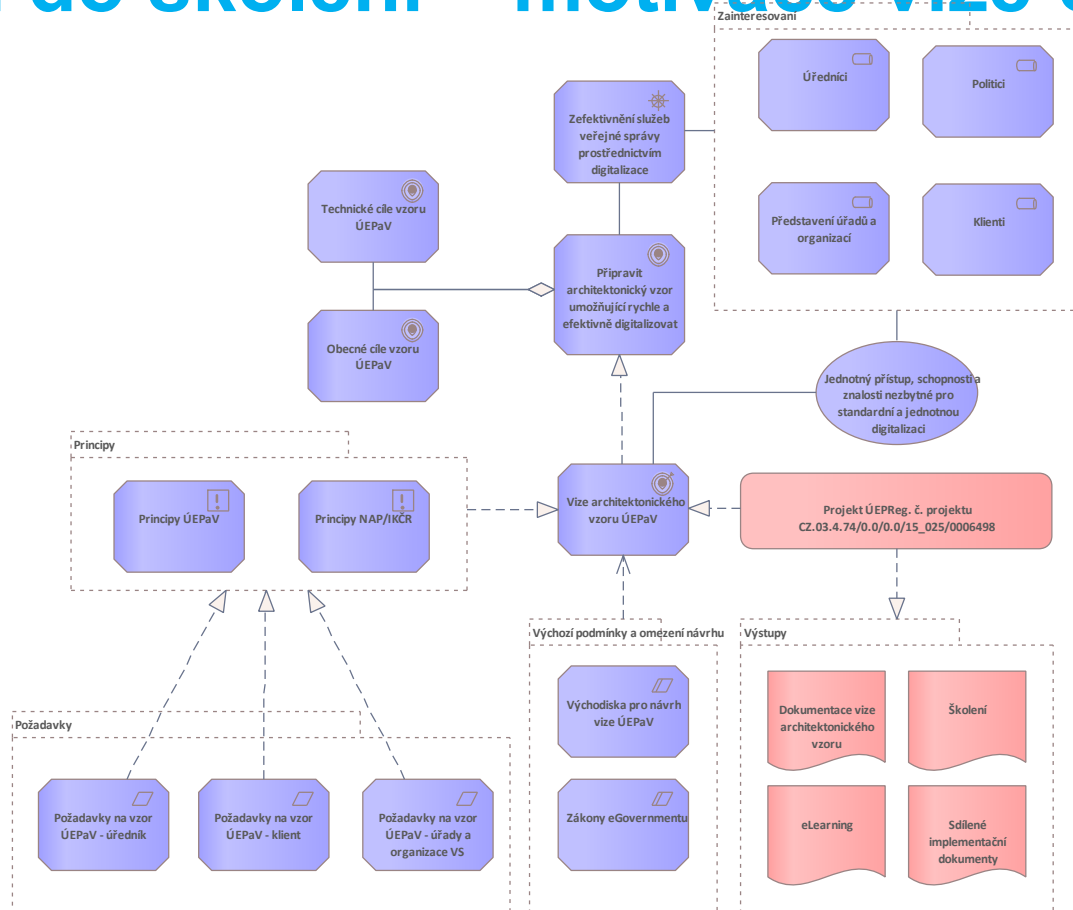 do školení – motivace vize
Zainteresovaní
Úředníci
Politici
Zefektivnění služeb
veřejné správy
prostřednictvím
digitalizace
Technické cíle vzoru
ÚEPaV
Představení úřadů a
organizací
Klienti
Připravit
architektonický vzor
umožňující rychle a
efektivně digitalizovat
Obecné cíle vzoru
ÚEPaV
Jednotný přístup, schopnosti a
znalosti nezbytné pro
standardní a jednotnou
digitalizaci
Principy
Principy ÚEPaV
Principy NAP/IKČR
Vize architektonického
vzoru ÚEPaV
Projekt ÚEPReg. č. projektu
CZ.03.4.74/0.0/0.0/15_025/0006498
Výchozí podmínky a omezení návrhu
Výstupy
Východiska pro návrh
vize ÚEPaV
Dokumentace vize
architektonického
vzoru
Školení
Požadavky
Požadavky na vzor
ÚEPaV - úředník
Požadavky na vzor
ÚEPaV - klient
Požadavky na vzor
ÚEPaV - úřady a
organizace VS
Zákony eGovernmentu
eLearning
Sdílené
implementační
dokumenty